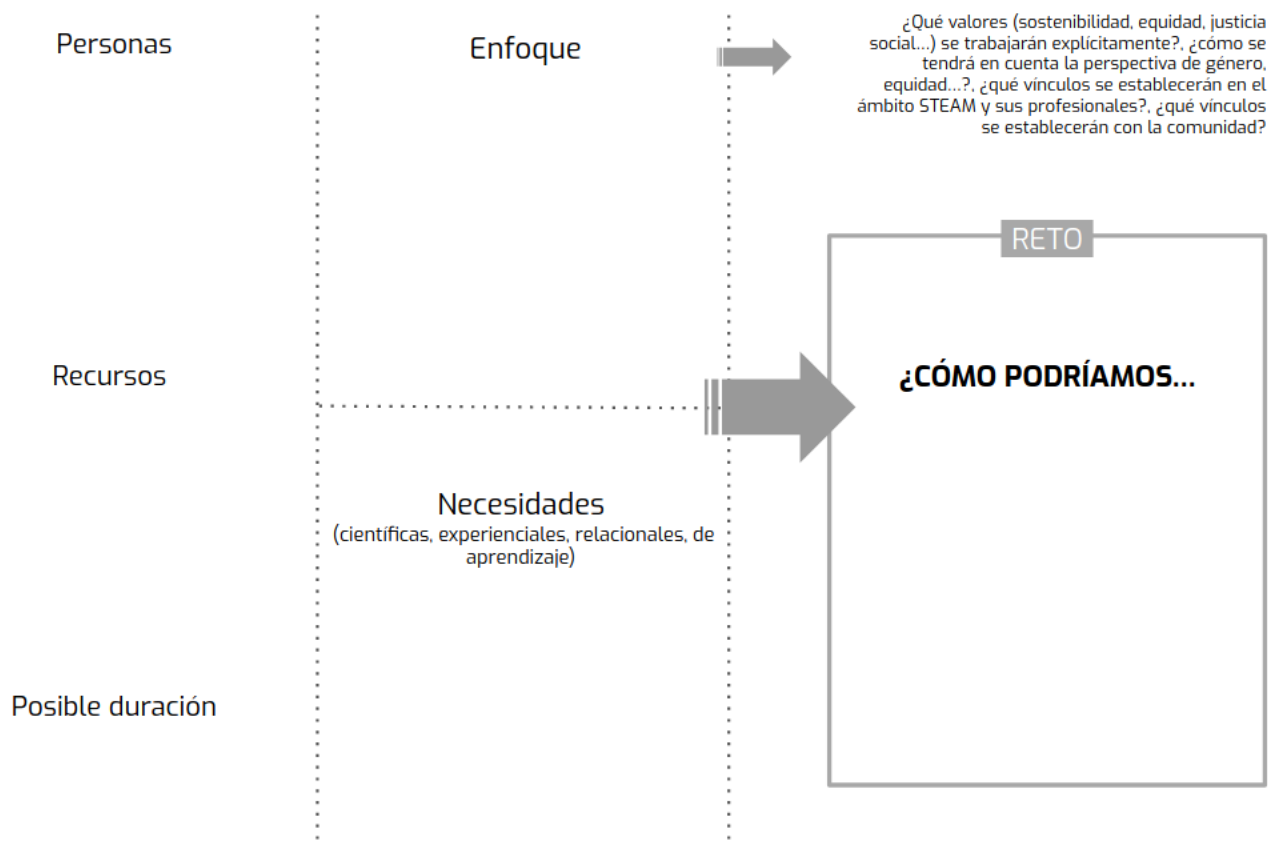 Personas
Recursos
Posible duración
Enfoque
Necesidades
(científicas, experienciales, relacionales, de
aprendizaje)
¿Qué valores (sostenibilidad, equidad, justicia
social...) se trabajarán explícitamente?, ¿cómo se
tendrá en cuenta la perspectiva de género,
equidad...?, ¿qué vínculos se establecerán en el
ámbito STEAM y sus profesionales?, ¿qué vínculos
se establecerán con la comunidad?
RETO
¿CÓMO PODRÍAMOS...